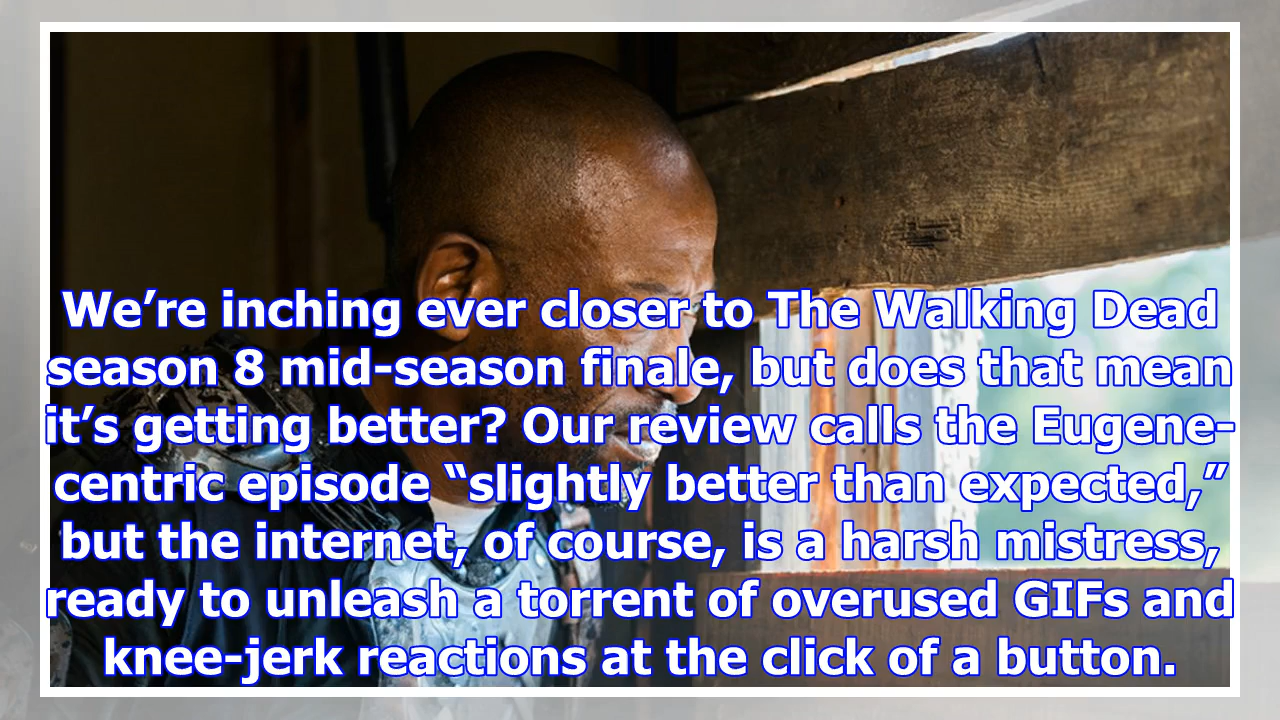 We’re inching ever closer to The Walking Dead
season 8 mid-season finale, but does that mean
it’s getting better? Our review calls the Eugene-
centric episode “slightly better than expected,”
but the internet, of course, is a harsh mistress,
ready to unleash a torrent of overused GIFs and
knee-jerk reactions at the click of a button.